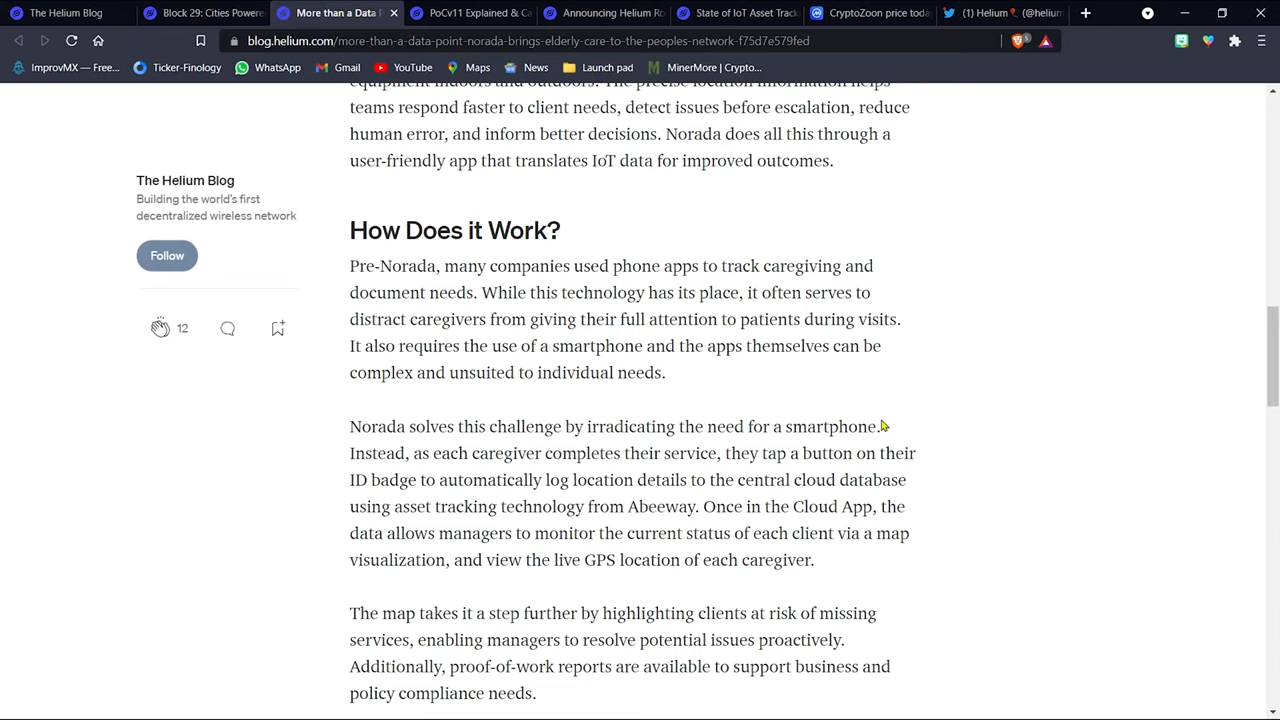 The Helium Blog
Block 29: Cities Powere
More than a Data P
PoCv11 Explained & Ca
Announcing Helium Ro
State of IoT Asset Track
CryptoZoon price today
(1) Helium🎈 (@helium
blog.helium.com/more-than-a-data-point-norada-brings-elderly-care-to-the-peoples-network-f75d7e579fed
5
ImprovMX — Free...
Ticker-Finology
WhatsApp
Gmail
YouTube
Maps
News
Launch pad
MinerMore | Crypto...
equipment indoors and outdoors. The precise location information helps
teams respond faster to client needs, detect issues before escalation, reduce
human error, and inform better decisions. Norada does all this through a
user-friendly app that translates IoT data for improved outcomes.
The Helium Blog
Building the world's first
decentralized wireless network
Follow
12
How Does it Work?
Pre-Norada, many companies used phone apps to track caregiving and
document needs. While this technology has its place, it often serves to
distract caregivers from giving their full attention to patients during visits.
It also requires the use of a smartphone and the apps themselves can be
complex and unsuited to individual needs.
Norada solves this challenge by irradicating the need for a smartphone.
Instead, as each caregiver completes their service, they tap a button on their
ID badge to automatically log location details to the central cloud database
using asset tracking technology from Abeeway. Once in the Cloud App, the
data allows managers to monitor the current status of each client via a map
visualization, and view the live GPS location of each caregiver.
The map takes it a step further by highlighting clients at risk of missing
services, enabling managers to resolve potential issues proactively.
Additionally, proof-of-work reports are available to support business and
policy compliance needs.